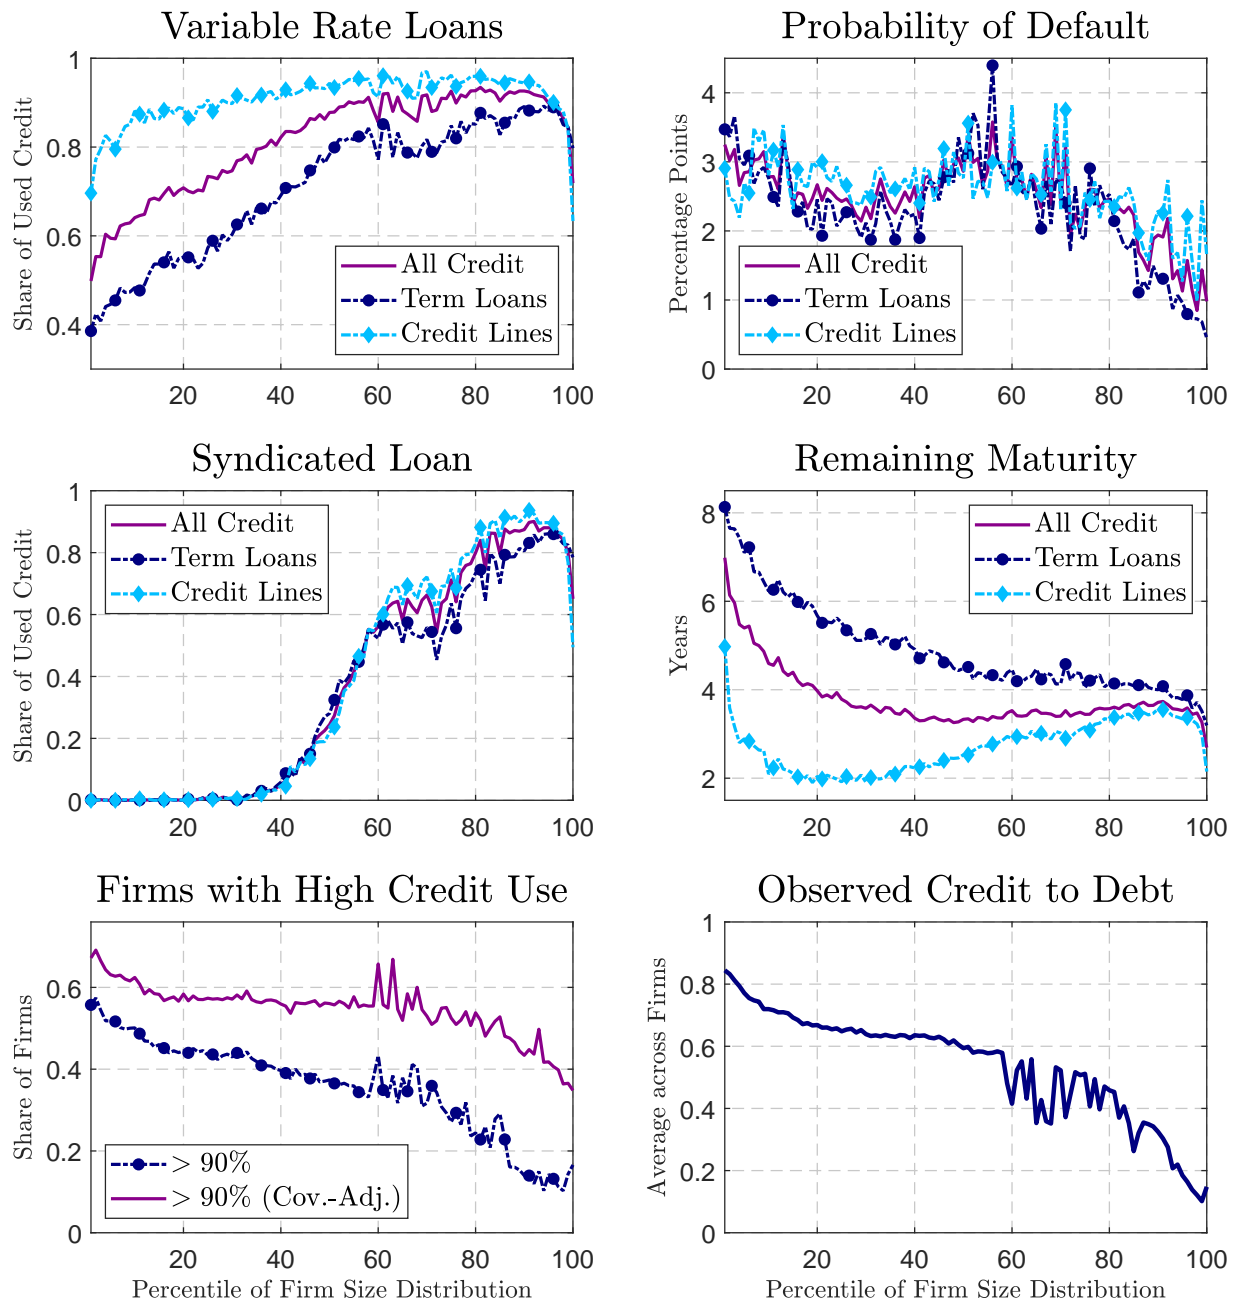 Variable Rate Loans
Share of Used Credit
1
0.8
0.6
0.4
All Credit
Term Loans
Credit Lines
20 40 60 80 100
Probability of Default
Percentage Points
4
3
2
1
0
All Credit
Term Loans
Credit Lines
20 40 60 80 100
Syndicated Loan
Share of Used Credit
1
0.8
0.6
0.4
0.2
0
All Credit
Term Loans
Credit Lines
20 40 60 80 100
Remaining Maturity
Years
8
6
4
2
All Credit
Term Loans
Credit Lines
20 40 60 80 100
Firms with High Credit Use
Share of Firms
0.6
0.4
0.2
0
> 90%
> 90% (Cov.-Adj.)
20 40 60 80 100
Percentile of Firm Size Distribution
Observed Credit to Debt
Average across Firms
1
0.8
0.6
0.4
0.2
0
20 40 60 80 100
Percentile of Firm Size Distribution